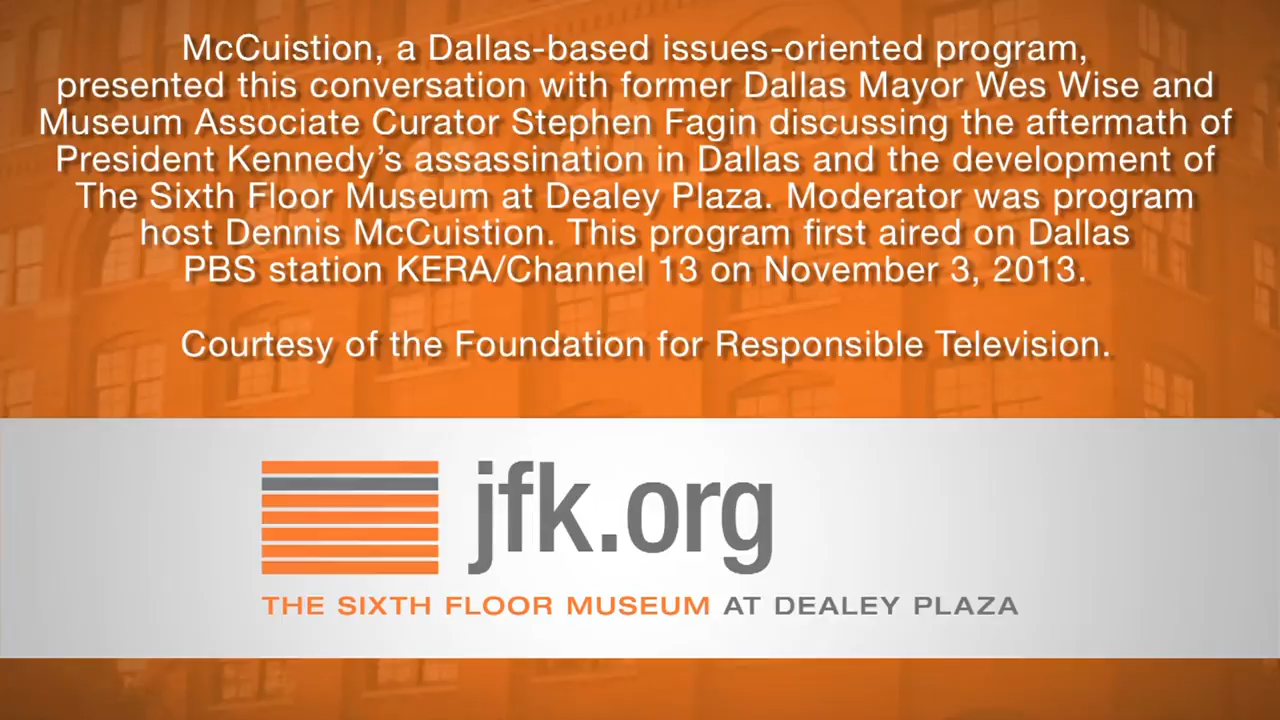 McCuistion, a Dallas-based issues-oriented program,
presented this conversation with former Dallas Mayor Wes Wise and
Museum Associate Curator Stephen Fagin discussing the aftermath of
President Kennedy’s assassination in Dallas and the development of
The Sixth Floor Museum at Dealey Plaza. Moderator was program
host Dennis McCuistion. This program first aired on Dallas
PBS station KERA/Channel 13 on November 3, 2013.
Courtesy of the Foundation for Responsible Television.
jfk.org
THE SIXTH FLOOR MUSEUM AT DEALEY PLAZA